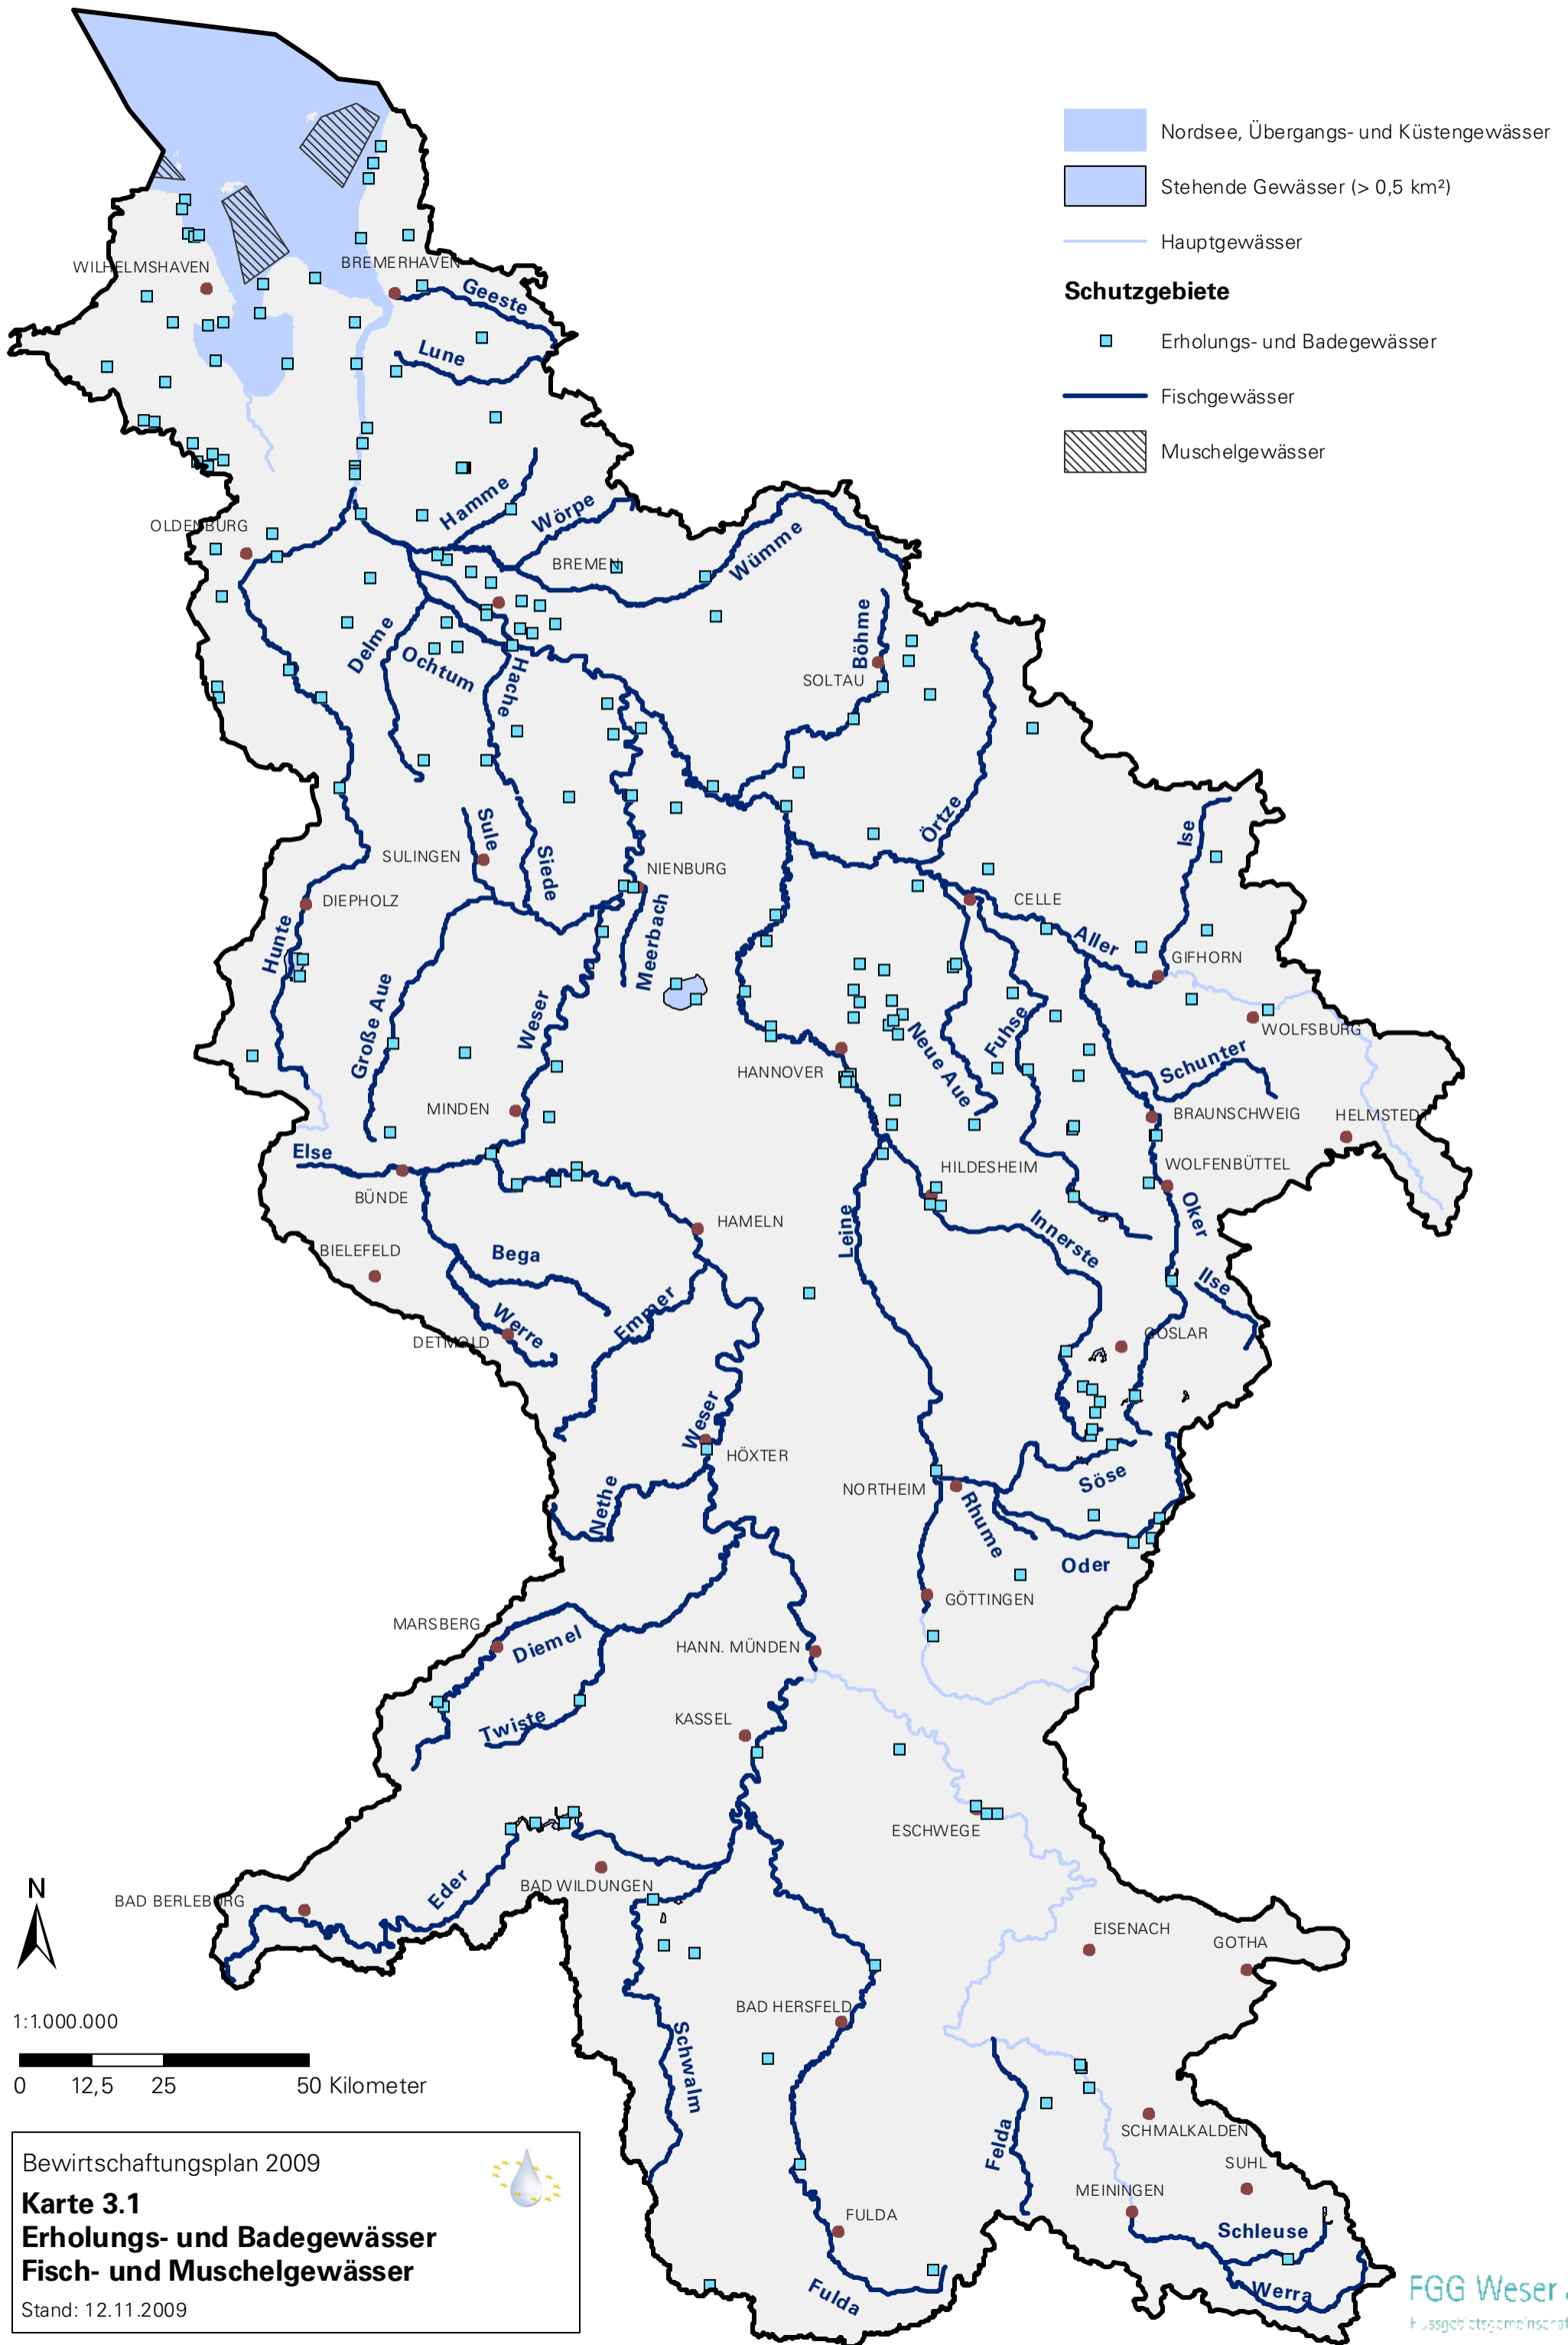 Nordsee, Übergangs- und Küstengewässer
Stehende Gewässer (> 0,5 km²)
Hauptgewässer
Schutzgebiete
Erholungs- und Badegewässer
Fischgewässer
Muschelgewässer
WILHELMSHAVEN
BREMERHAVEN
Geeste
Lune
Hamme
Wörpe
OLDENBURG
BREMEN
Wümme
Delme
Ochtum
Hache
Böhme
SOLTAU
Örtze
Ise
Sule
SULINGEN
Siede
NIENBURG
DIEPHOLZ
CELLE
Hunte
Meerbach
Aller
GIFHORN
Große Aue
Weser
Neue Aue
Fuhse
WOLFSBURG
Schunter
HANNOVER
MINDEN
BRAUNSCHWEIG
HELMSTEDT
Else
BÜNDE
HILDESHEIM
WOLFENBÜTTEL
Oker
HAMELN
Leine
Innerste
BIELEFELD
Bega
Ilse
Werre
Emmer
DETMOLD
GOSLAR
Weser
HÖXTER
Nethe
NORTHEIM
Söse
Rhume
Oder
GÖTTINGEN
MARSBERG
Diemel
HANN. MÜNDEN
Twiste
KASSEL
ESCHWEGE
Eder
BAD WILDUNGEN
BAD BERLEBURG
EISENACH
GOTHA
BAD HERSFELD
Schwalm
Felda
SCHMALKALDEN
SUHL
MEININGEN
FULDA
Schleuse
Werra
Fulda
N
1:1.000.000
0 12,5 25 50 Kilometer
Bewirtschaftungsplan 2009
Karte 3.1
Erholungs- und Badegewässer
Fisch- und Muschelgewässer
Stand: 12.11.2009
FGG Weser